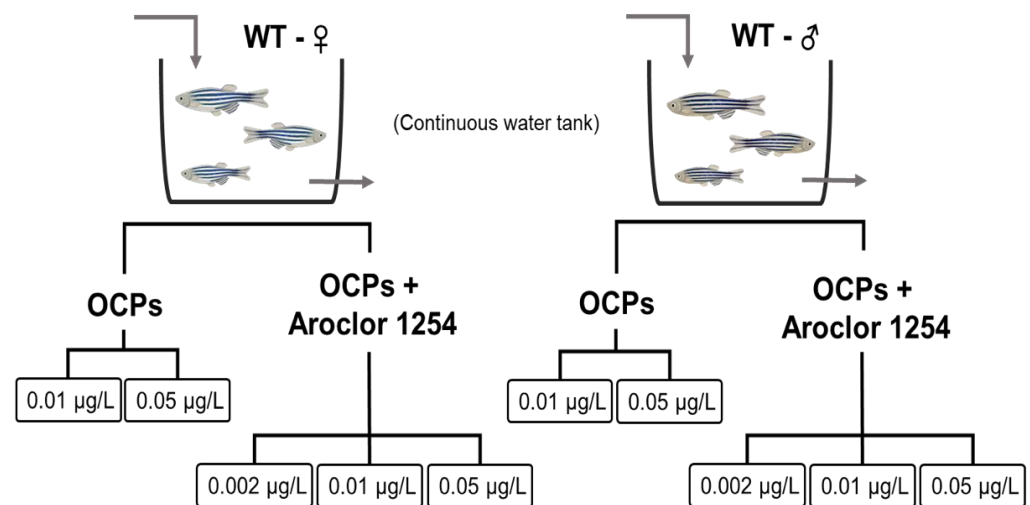 WT - ♀
WT - ♂
(Continuous water tank)
OCPs
OCPs +
Aroclor 1254
0.01 µg/L
0.05 µg/L
0.002 µg/L
0.01 µg/L
0.05 µg/L
OCPs
OCPs +
Aroclor 1254
0.01 µg/L
0.05 µg/L
0.002 µg/L
0.01 µg/L
0.05 µg/L